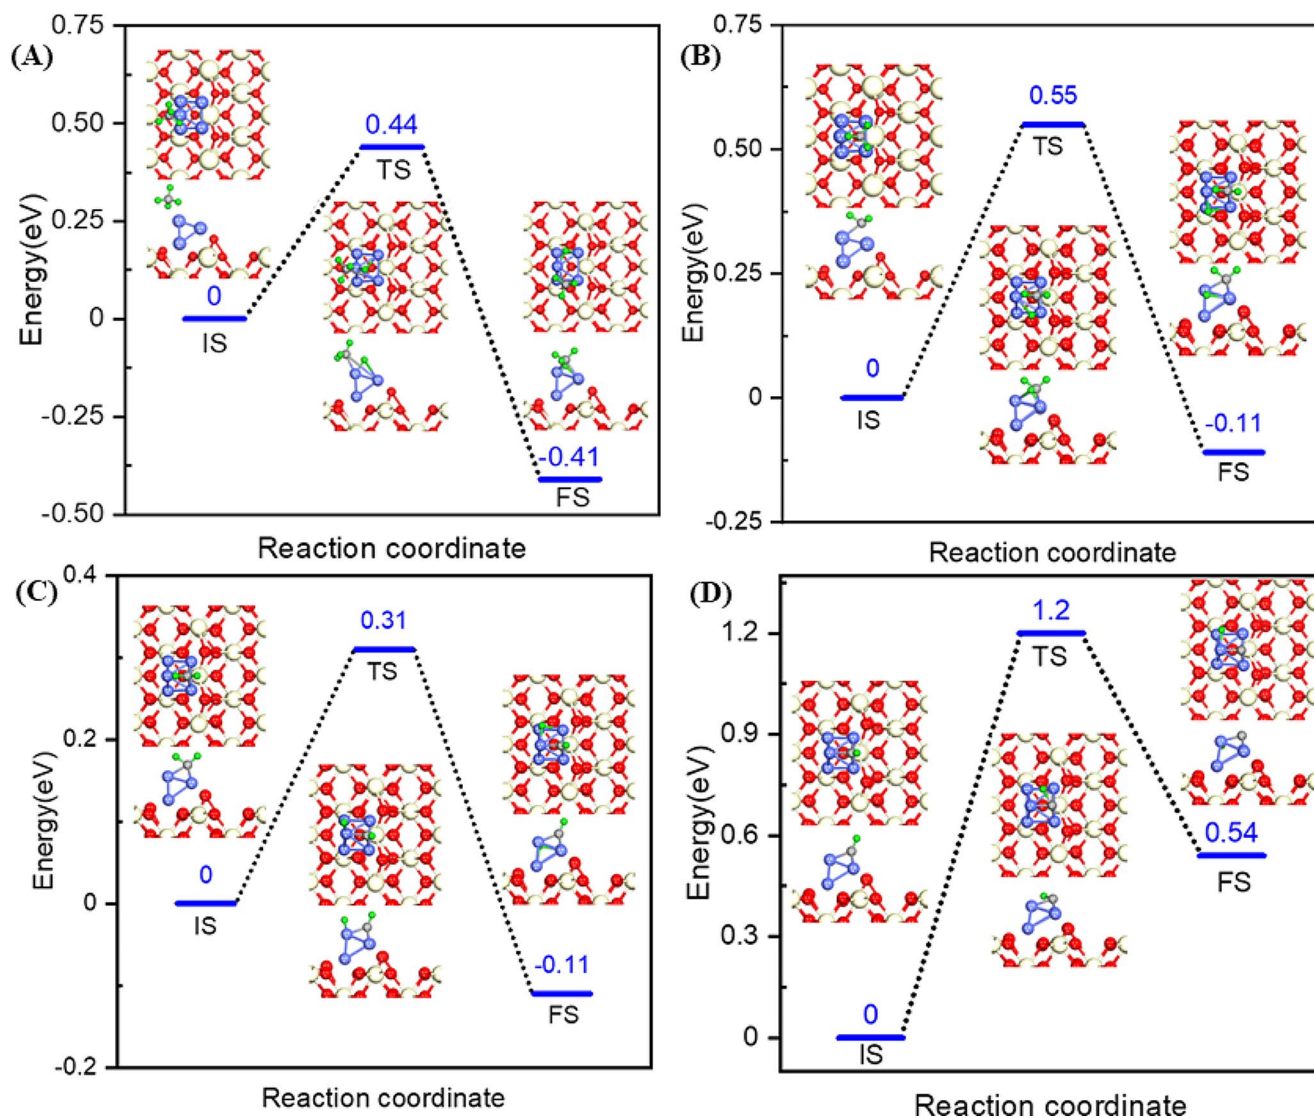 (A)
Energy(eV)
0.75
0.50
0.25
0
-0.25
-0.50
0
IS
0.44
TS
-0.41
FS
Reaction coordinate
(B)
Energy(eV)
0.75
0.50
0.25
0
-0.25
0
IS
0.55
TS
-0.11
FS
Reaction coordinate
(C)
Energy(eV)
0.4
0.2
0
-0.2
0
IS
0.31
TS
-0.11
FS
Reaction coordinate
(D)
Energy(eV)
1.2
0.9
0.6
0.3
0
0
IS
1.2
TS
0.54
FS
Reaction coordinate